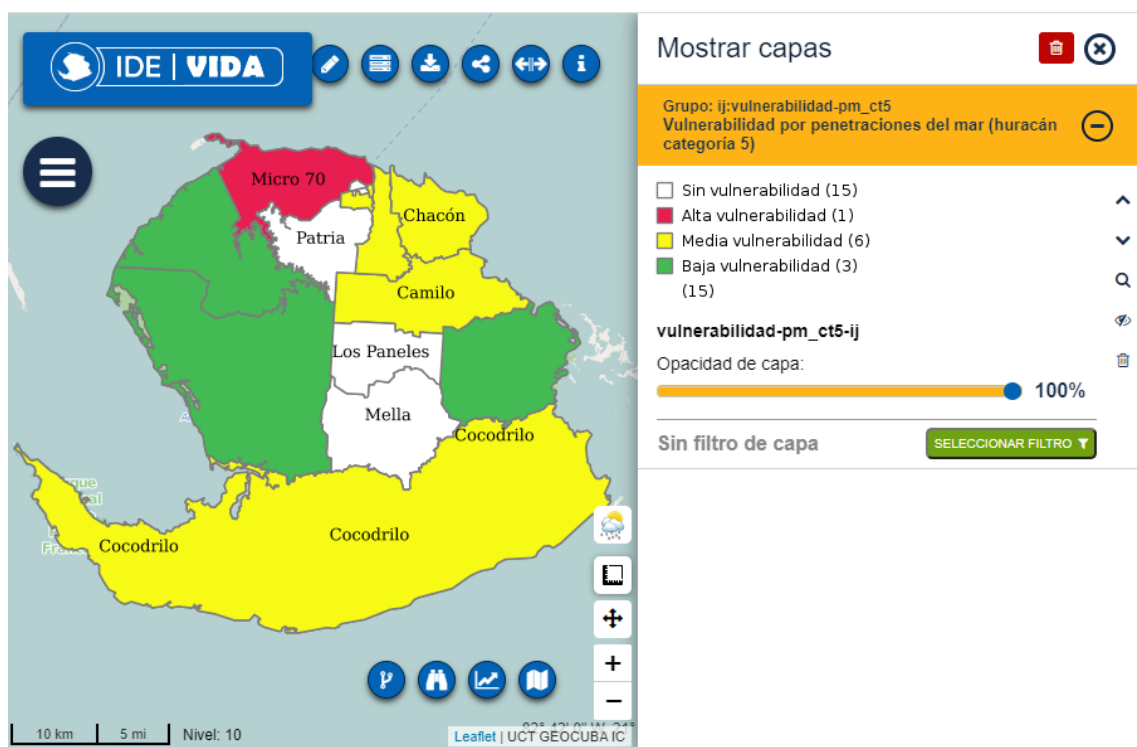 IDE | VIDA
Micro 70
Chacón
Patria
Camilo
Los Paneles
Mella
Cocodrilo
Cocodrilo
Cocodrilo
10 km
5 mi
Nivel: 10
Leaflet | UCT GEOCUBA IC
Mostrar capas
Grupo: ij:vulnerabilidad-pm_ct5
Vulnerabilidad por penetraciones del mar (huracán
categoría 5)
Sin vulnerabilidad (15)
Alta vulnerabilidad (1)
Media vulnerabilidad (6)
Baja vulnerabilidad (3)
(15)
vulnerabilidad-pm_ct5-ij
Opacidad de capa:
100%
Sin filtro de capa
SELECCIONAR FILTRO